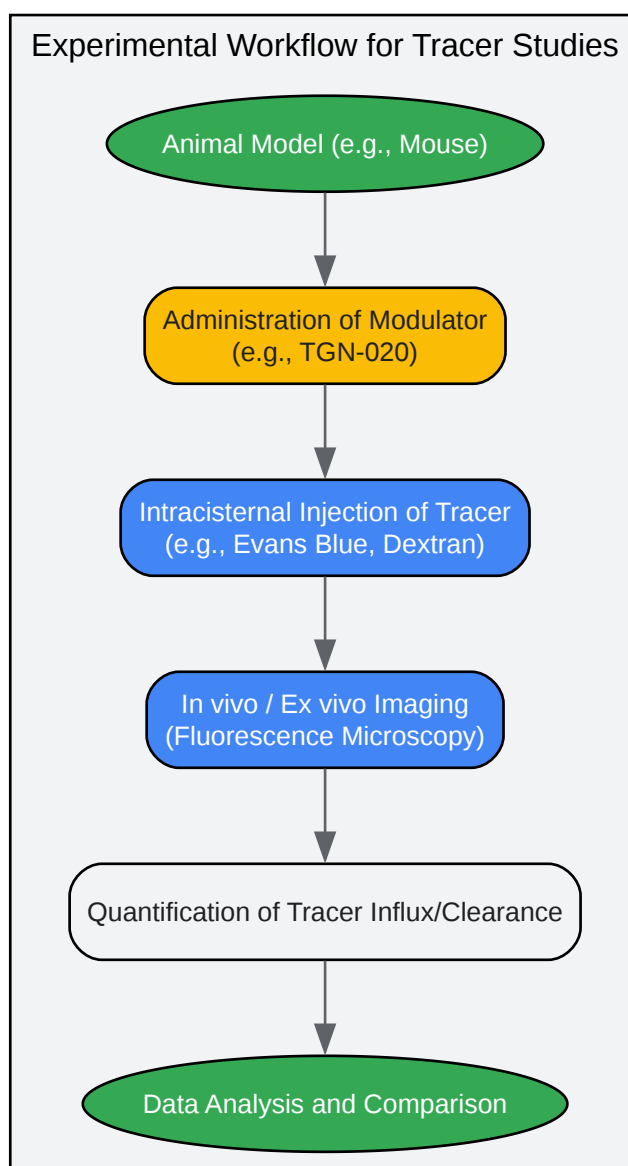 Experimental Workflow for Tracer Studies
Animal Model (e.g., Mouse)
Administration of Modulator
(e.g., TGN-020)
Intracisternal Injection of Tracer
(e.g., Evans Blue, Dextran)
In vivo / Ex vivo Imaging
(Fluorescence Microscopy)
Quantification of Tracer Influx/Clearance
Data Analysis and Comparison